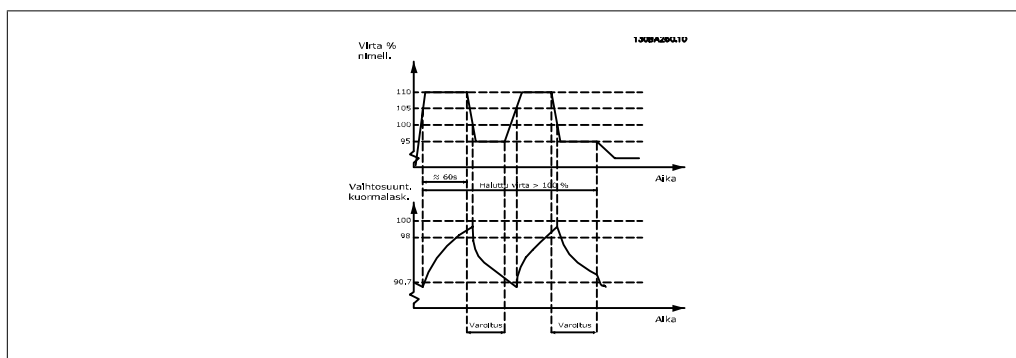 Virta %
nimell.
130BA260.10
110
105
100
95
Aika
≈ 60s
Haluttu virta > 100 %
Vaihtosuunt.
kuormalask.
100
98
90.7
Aika
Varoitus
Varoitus